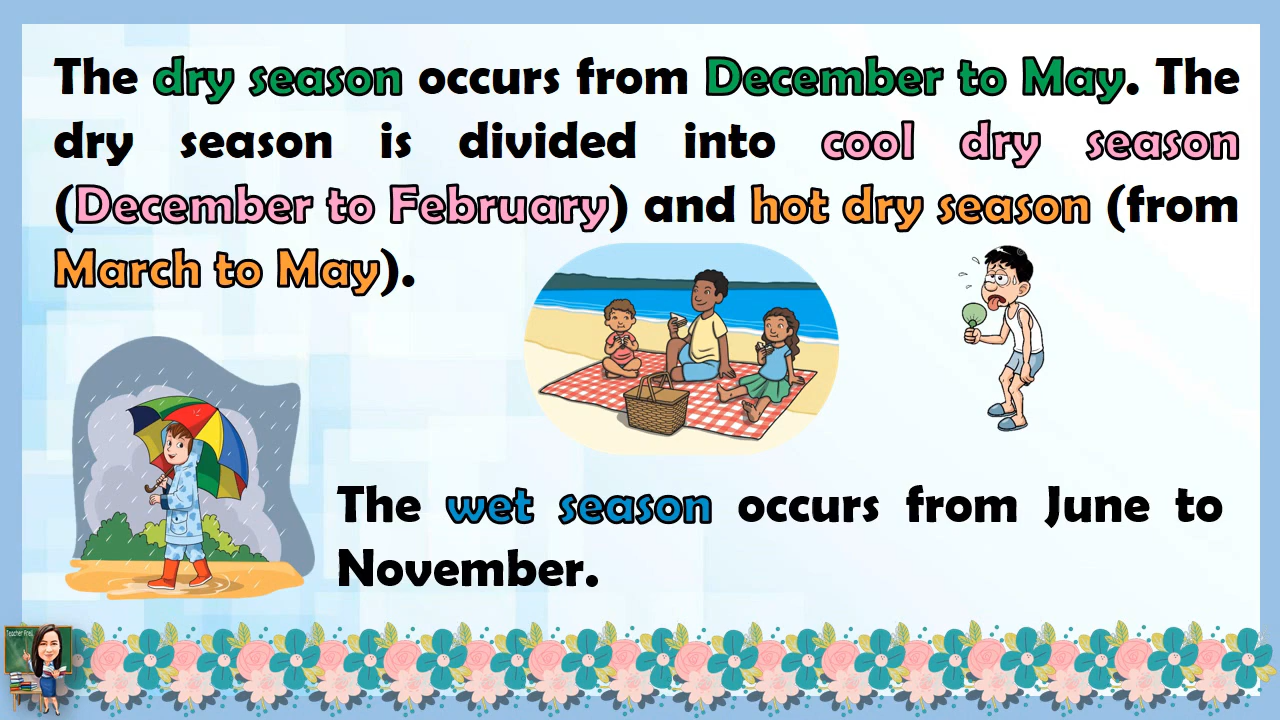 The dry season occurs from December to May. The
dry season is divided into cool dry season
(December to February) and hot dry season (from
March to May).
The wet season occurs from June to
November.